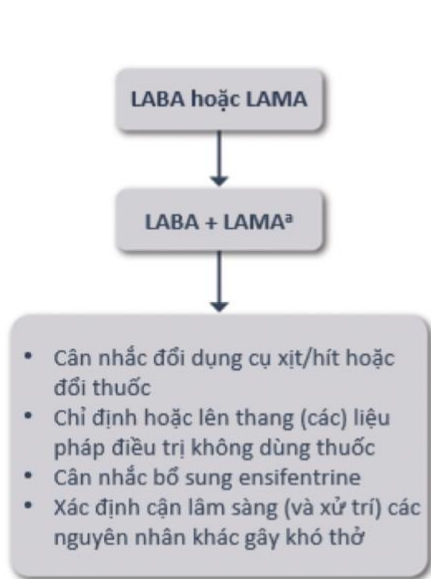 LABA hoặc LAMA
LABA + LAMAᵃ
• Cân nhắc đổi dụng cụ xịt/hít hoặc
đổi thuốc
• Chỉ định hoặc lên thang (các) liệu
pháp điều trị không dùng thuốc
• Cân nhắc bổ sung ensifentrine
• Xác định cận lâm sàng (và xử trí) các
nguyên nhân khác gây khó thở